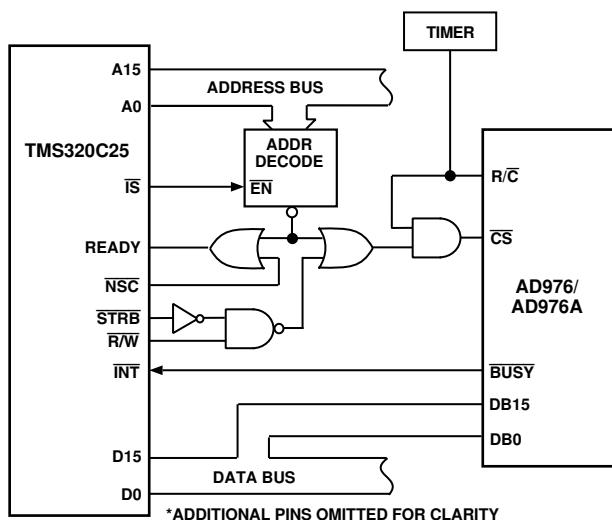 TIMER
A15
ADDRESS BUS
A0
TMS320C25
ADDR
DECODE
IS
EN
R/C
READY
CS
NSC
AD976/
AD976A
STRB
R/W
INT
BUSY
DB15
D15
DB0
DATA BUS
D0
*ADDITIONAL PINS OMITTED FOR CLARITY